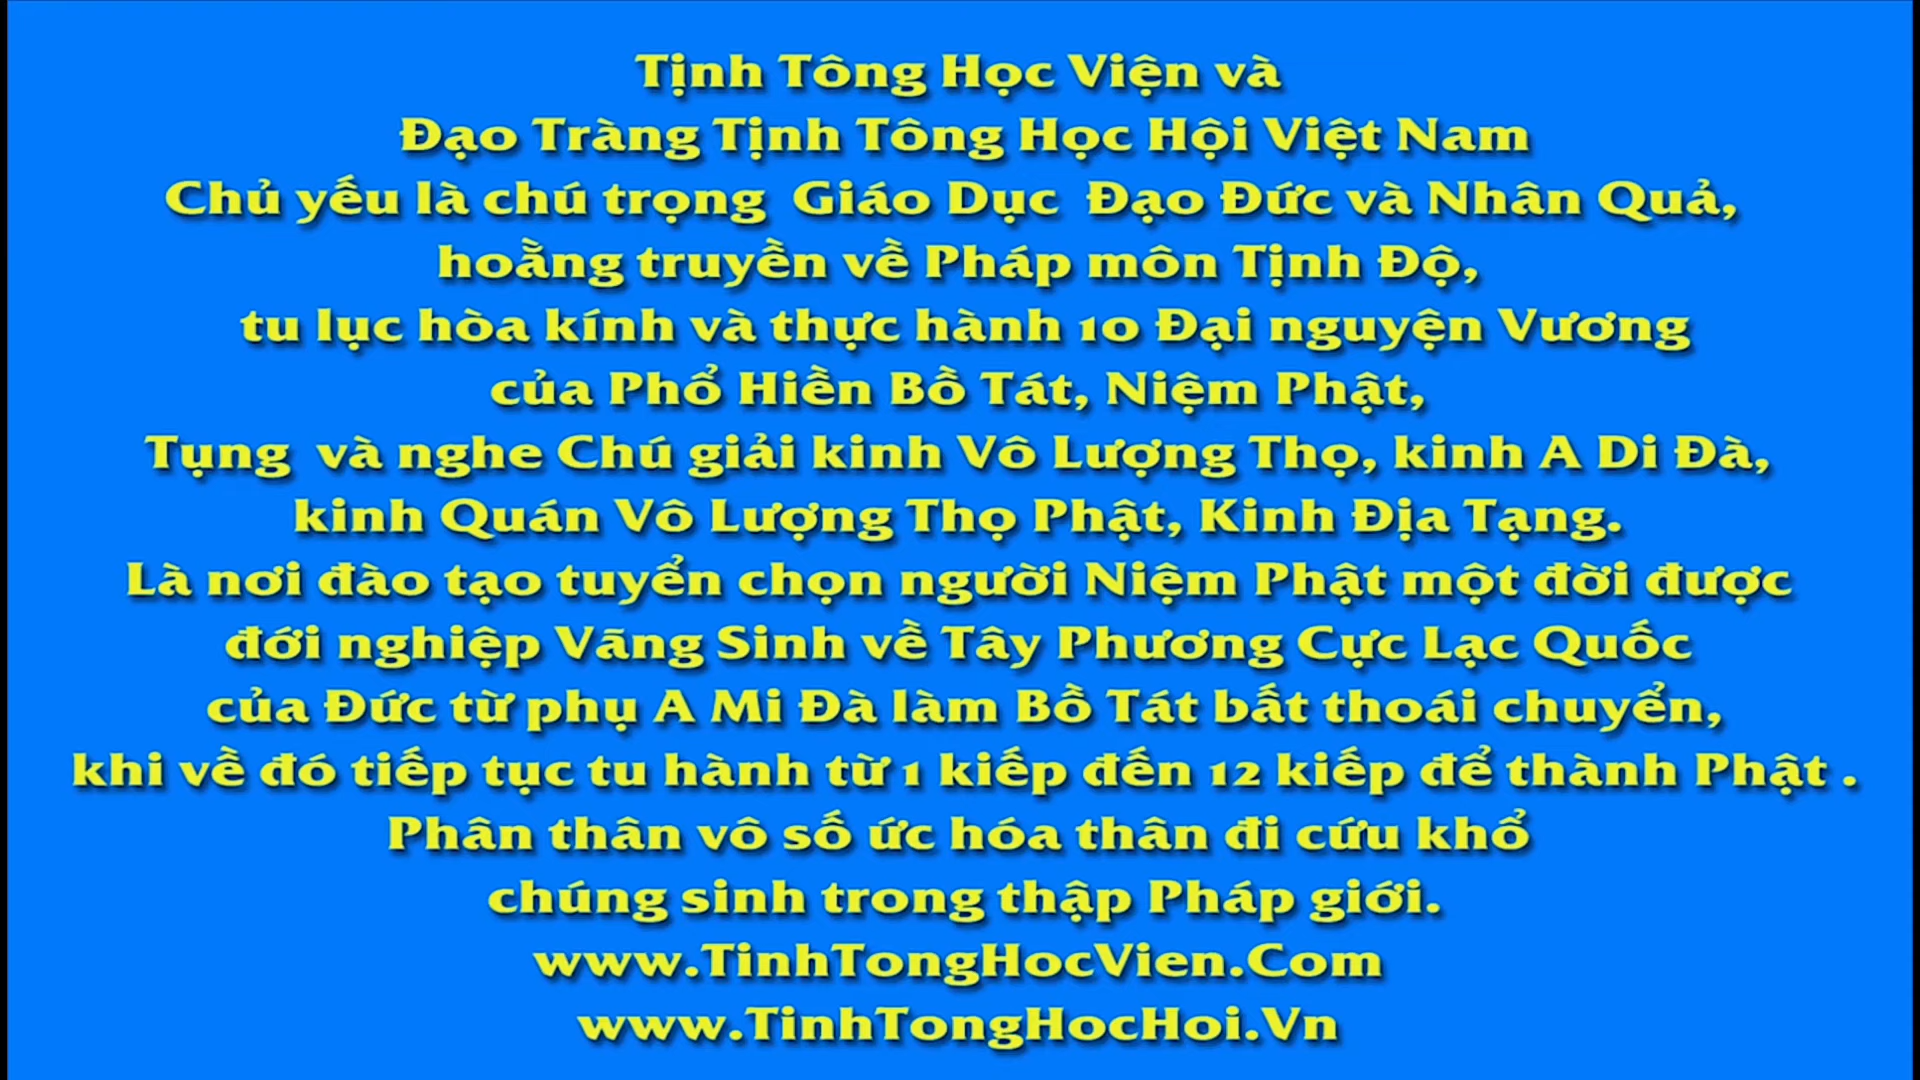 Tịnh Tông Học Viện và
Đạo Tràng Tịnh Tông Học Hội Việt Nam
Chủ yếu là chú trọng Giáo Dục Đạo Đức và Nhân Quả,
hoằng truyền về Pháp môn Tịnh Độ,
tu lục hòa kính và thực hành 10 Đại nguyện Vương
của Phổ Hiền Bồ Tát, Niệm Phật,
Tụng và nghe Chú giải kinh Vô Lượng Thọ, kinh A Di Đà,
kinh Quán Vô Lượng Thọ Phật, Kinh Địa Tạng.
Là nơi đào tạo tuyển chọn người Niệm Phật một đời được
đới nghiệp Vãng Sinh về Tây Phương Cực Lạc Quốc
của Đức từ phụ A Mi Đà làm Bồ Tát bất thoái chuyển,
khi về đó tiếp tục tu hành từ 1 kiếp đến 12 kiếp để thành Phật .
Phân thân vô số ức hóa thân đi cứu khổ
chúng sinh trong thập Pháp giới.
www.TinhTongHocVien.Com
www.TinhTongHocHoi.Vn